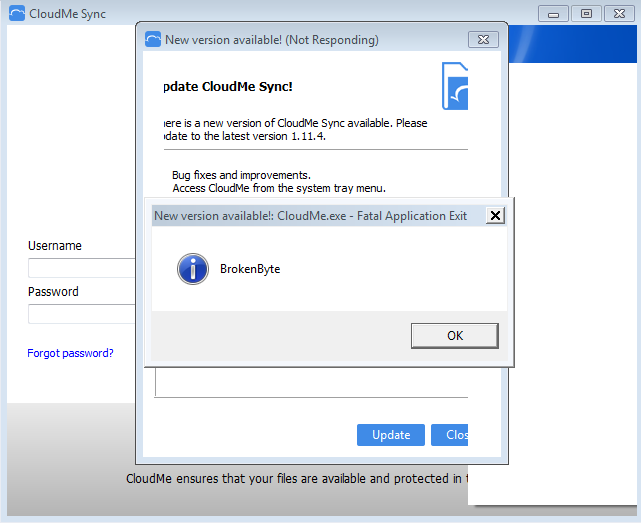 CloudMe Sync
New version available! (Not Responding)
pdate CloudMe Sync!
ere is a new version of CloudMe Sync available. Please
date to the latest version 1.11.4.
Bug fixes and improvements.
Access CloudMe from the system tray menu.
New version available!: CloudMe.exe - Fatal Application Exit
BrokenByte
OK
Username
Password
Forgot password?
Update
Clos
CloudMe ensures that your files are available and protected in t